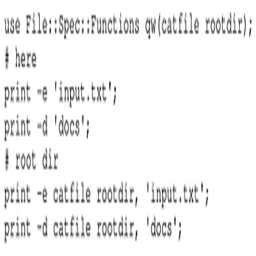 use File::Spec::Functions qw(catfile rootdir);
# here
print -e 'input.txt';
print -d 'docs';
# root dir
print -e catfile rootdir, 'input.txt';
print -d catfile rootdir, 'docs';